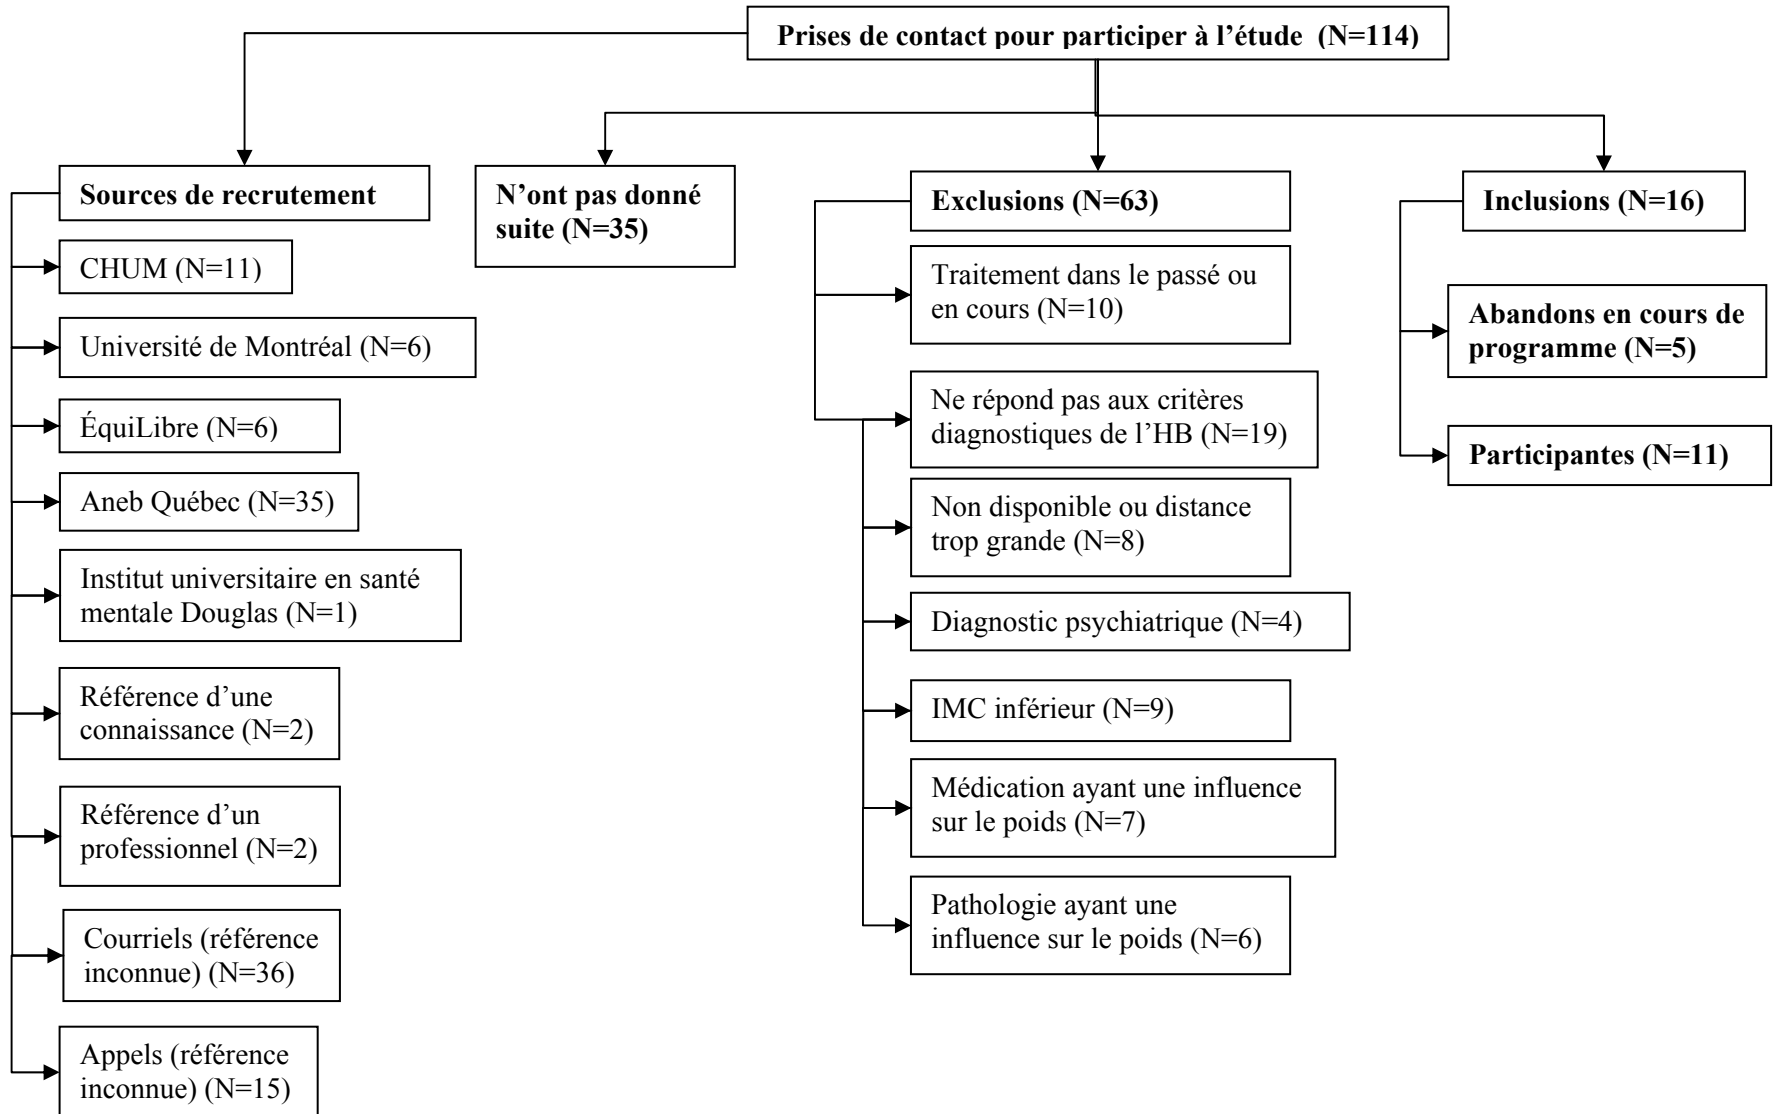 Prises de contact pour participer à l’étude (N=114)
Sources de recrutement
CHUM (N=11)
Université de Montréal (N=6)
ÉquiLibre (N=6)
Aneb Québec (N=35)
Institut universitaire en santé
mentale Douglas (N=1)
Référence d’une
connaissance (N=2)
Référence d’un
professionnel (N=2)
Courriels (référence
inconnue) (N=36)
Appels (référence
inconnue) (N=15)
N’ont pas donné
suite (N=35)
Exclusions (N=63)
Traitement dans le passé ou
en cours (N=10)
Ne répond pas aux critères
diagnostiques de l’HB (N=19)
Non disponible ou distance
trop grande (N=8)
Diagnostic psychiatrique (N=4)
IMC inférieur (N=9)
Médication ayant une influence
sur le poids (N=7)
Pathologie ayant une
influence sur le poids (N=6)
Inclusions (N=16)
Abandons en cours de
programme (N=5)
Participantes (N=11)